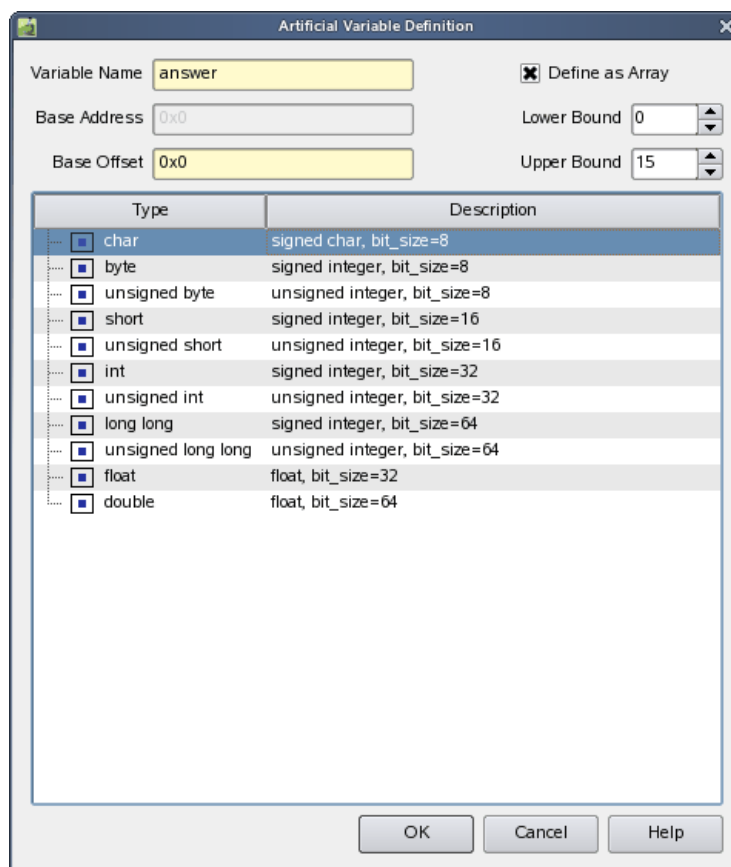 Artificial Variable Definition
Variable Name answer Define as Array
Base Address 0x0 Lower Bound 0
Base Offset 0x0 Upper Bound 15
Type Description
char signed char, bit_size=8
byte signed integer, bit_size=8
unsigned byte unsigned integer, bit_size=8
short signed integer, bit_size=16
unsigned short unsigned integer, bit_size=16
int signed integer, bit_size=32
unsigned int unsigned integer, bit_size=32
long long signed integer, bit_size=64
unsigned long long unsigned integer, bit_size=64
float float, bit_size=32
double float, bit_size=64
OK Cancel Help